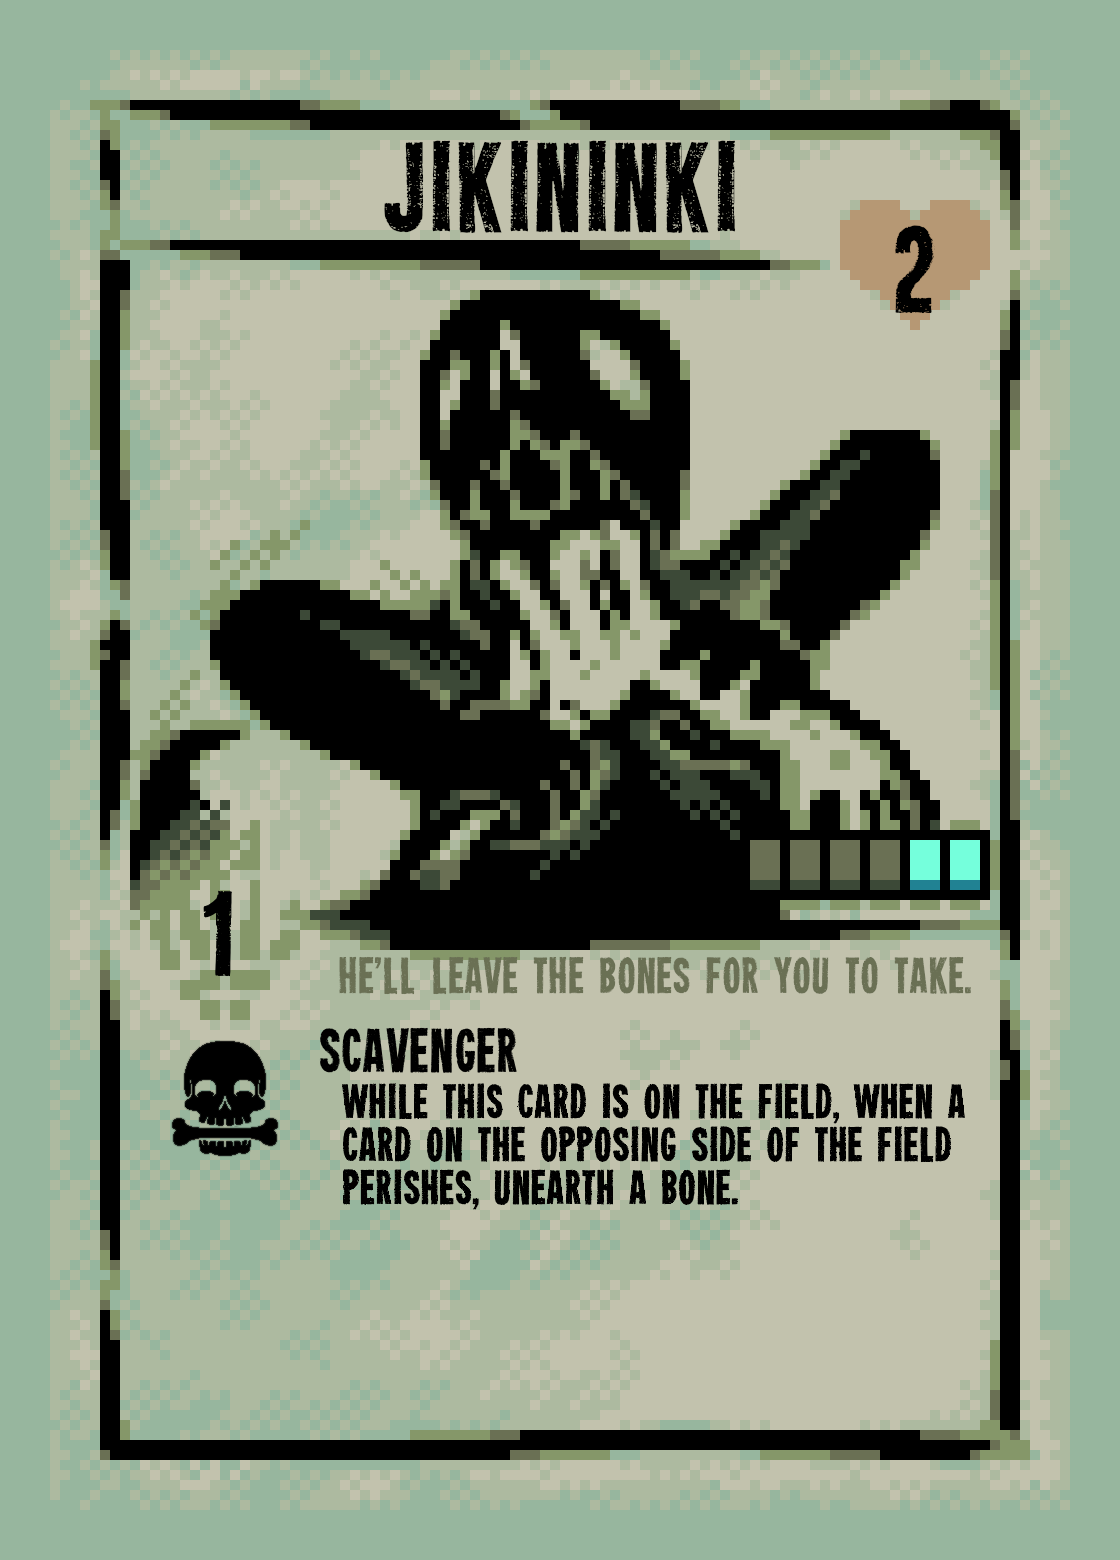 JIKININKI
2
1
HE'LL LEAVE THE BONES FOR YOU TO TAKE.
SCAVENGER
WHILE THIS CARD IS ON THE FIELD, WHEN A
CARD ON THE OPPOSING SIDE OF THE FIELD
PERISHES, UNEARTH A BONE.